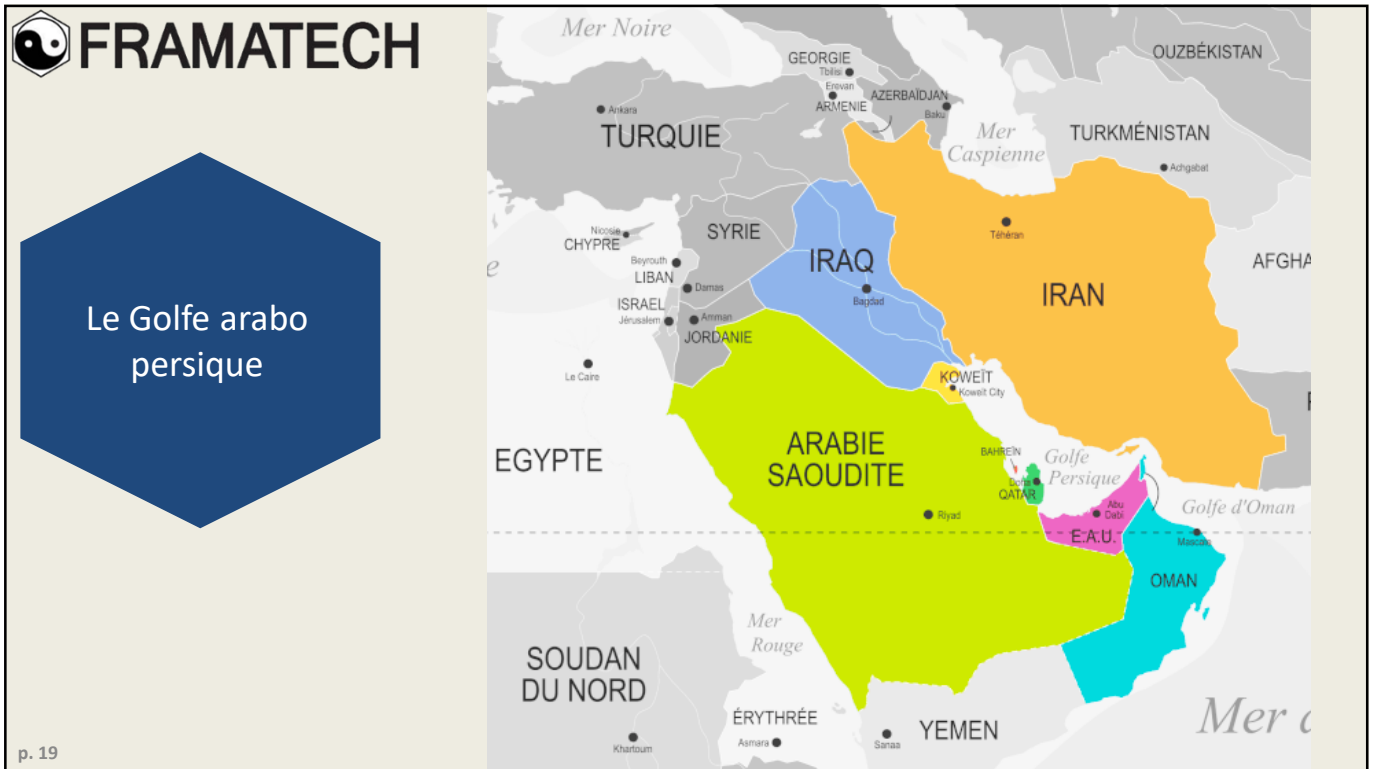 FRAMATECH
Le Golfe arabo
persique
p. 19
Mer Noire
GEORGIE
Tbilisi
Erevan
ARMENIE
AZERBAÏDJAN
Baku
OUZBÉKISTAN
Ankara
TURQUIE
Mer
Caspienne
TURKMÉNISTAN
Achgabat
Nicosie
CHYPRE
SYRIE
Téhéran
IRAQ
Bagdad
IRAN
AFGHA
Beyrouth
LIBAN
Damas
ISRAEL
Jérusalem
Amman
JORDANIE
Le Caire
KOWEÏT
Koweït City
EGYPTE
ARABIE
SAOUDITE
BAHREÏN
Golfe
Persique
Doha
QATAR
Riyad
Abu
Dabi
E.A.U.
Golfe d'Oman
Mascate
OMAN
Mer
Rouge
SOUDAN
DU NORD
Khartoum
ÉRYTHRÉE
Asmara
Sanaa
YEMEN
Mer